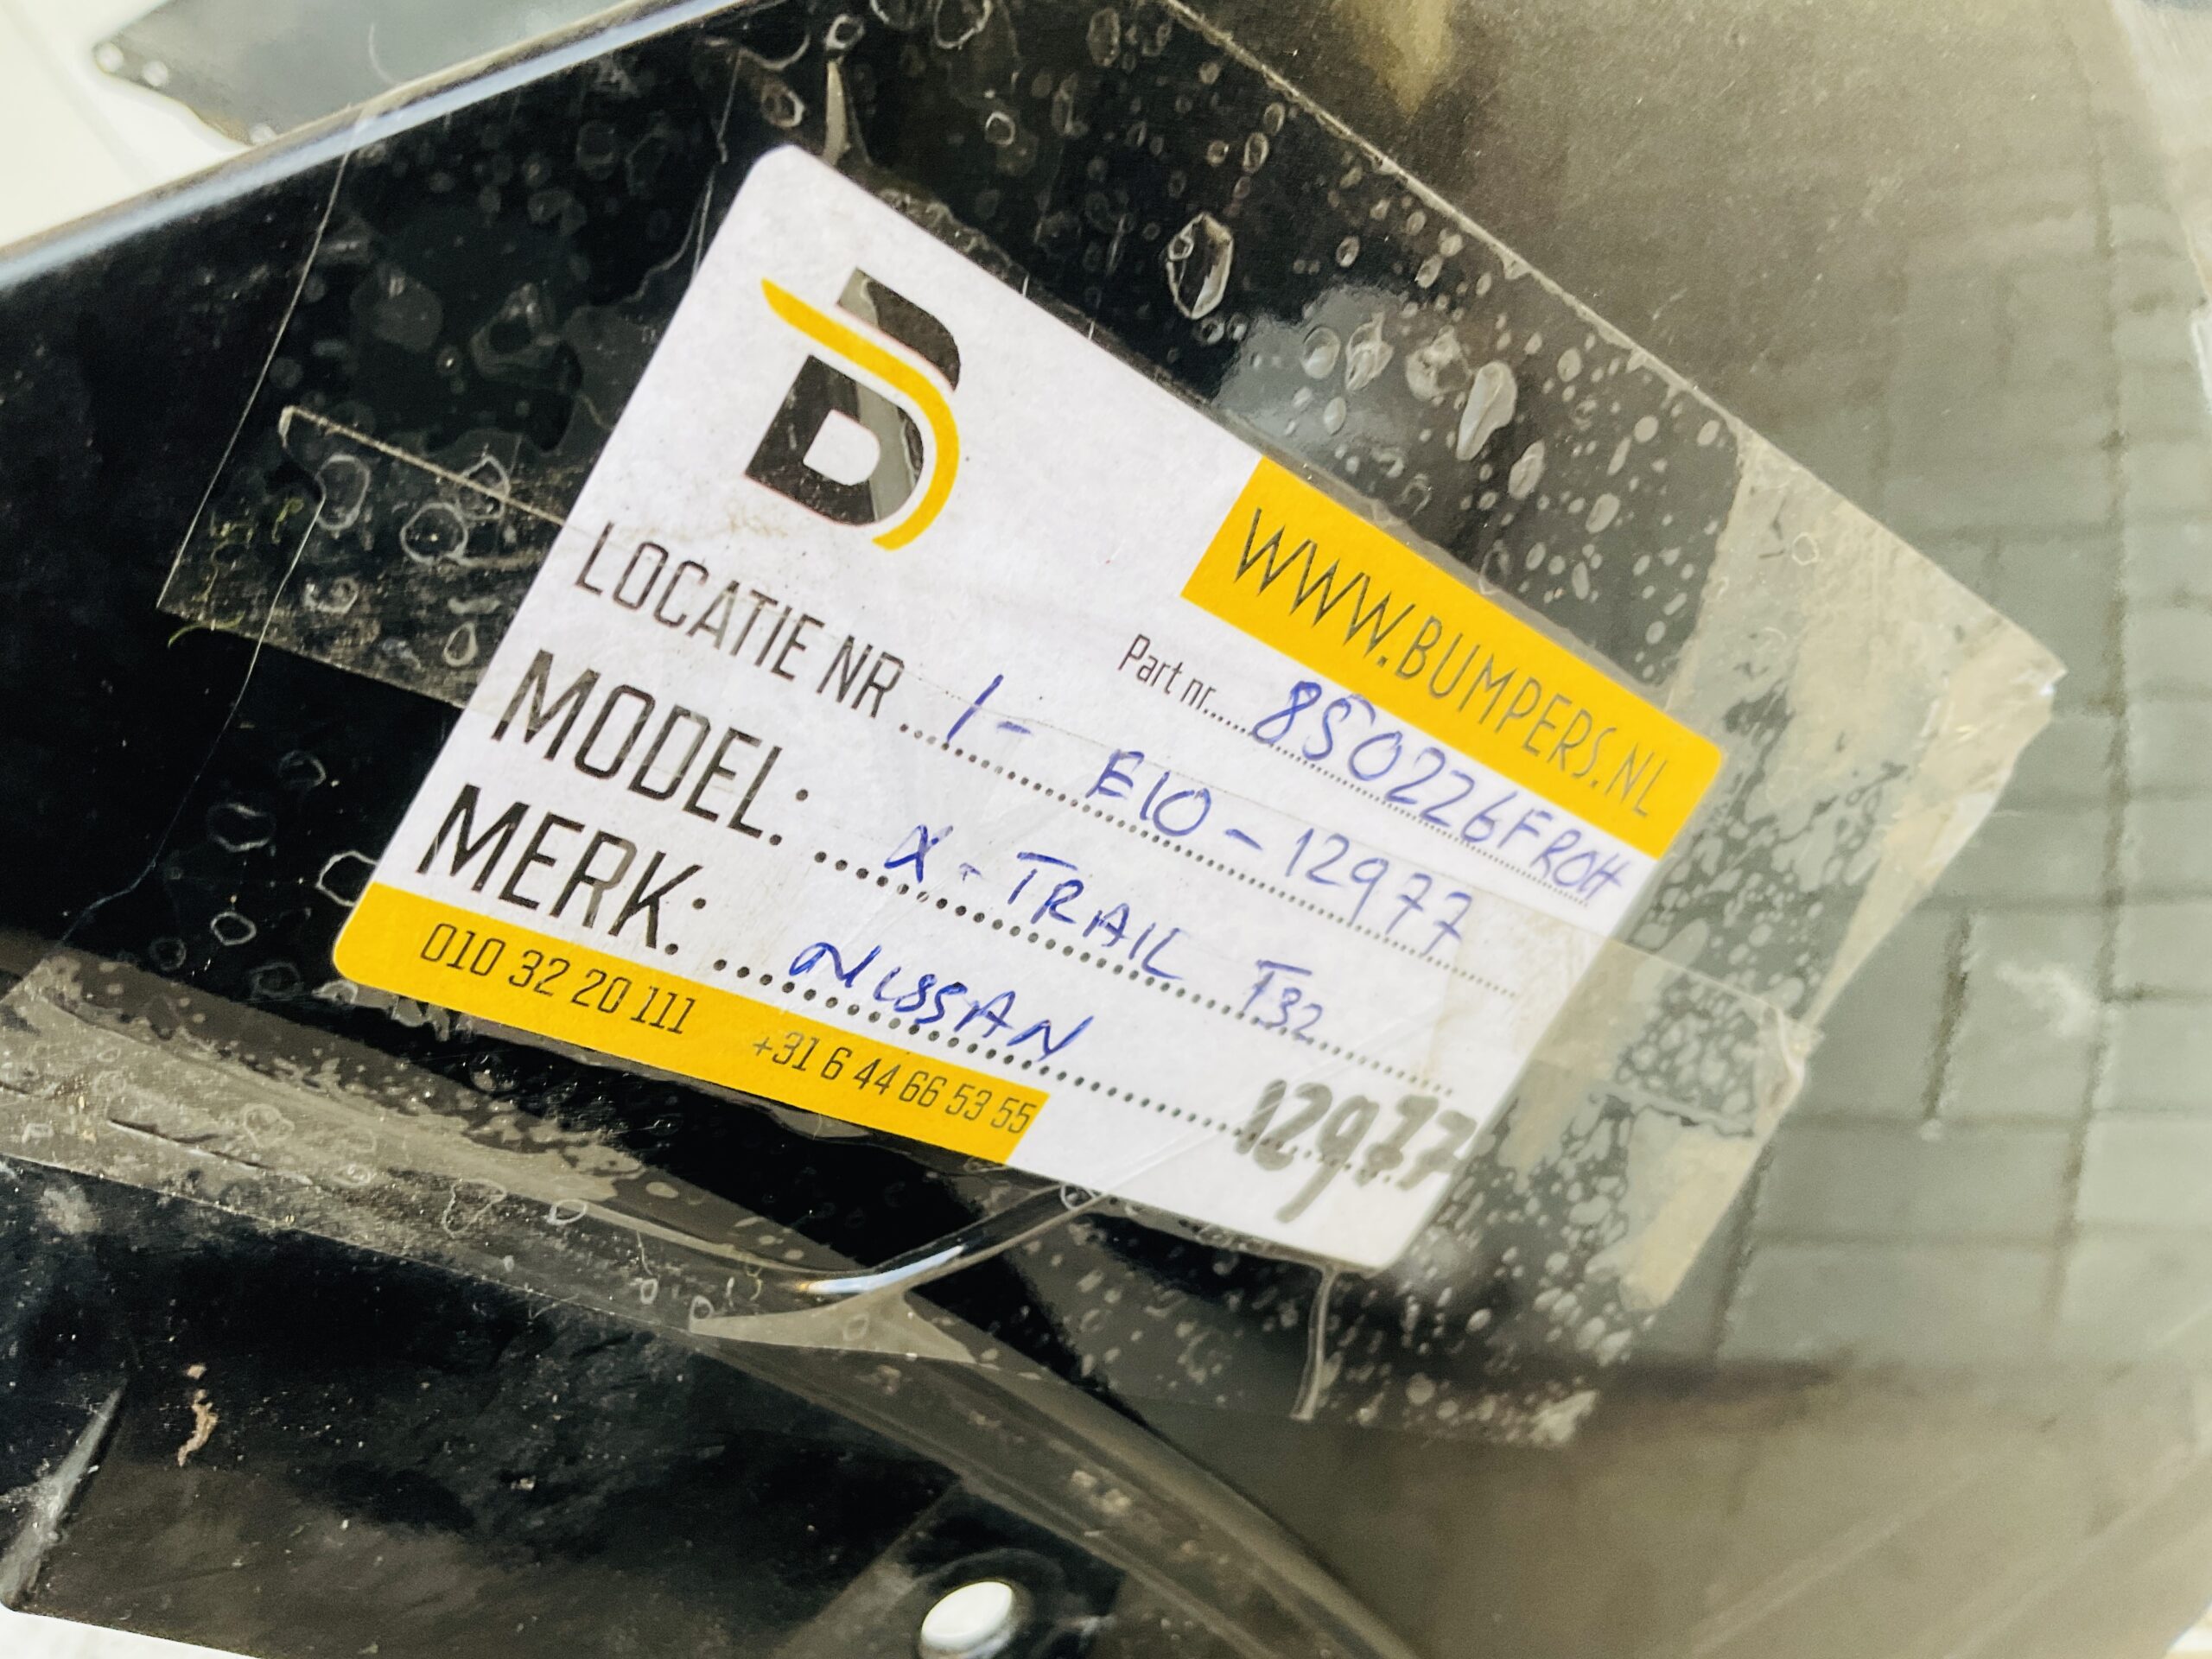 B
WWW.BUMPERS.NL
Part nr..... 850226FR0H
LOCATIE NR 1- E10-12977
MODEL: X-TRAIL T32
MERK: NISSAN
12977
010 32 20 111 +31 6 44 66 53 55